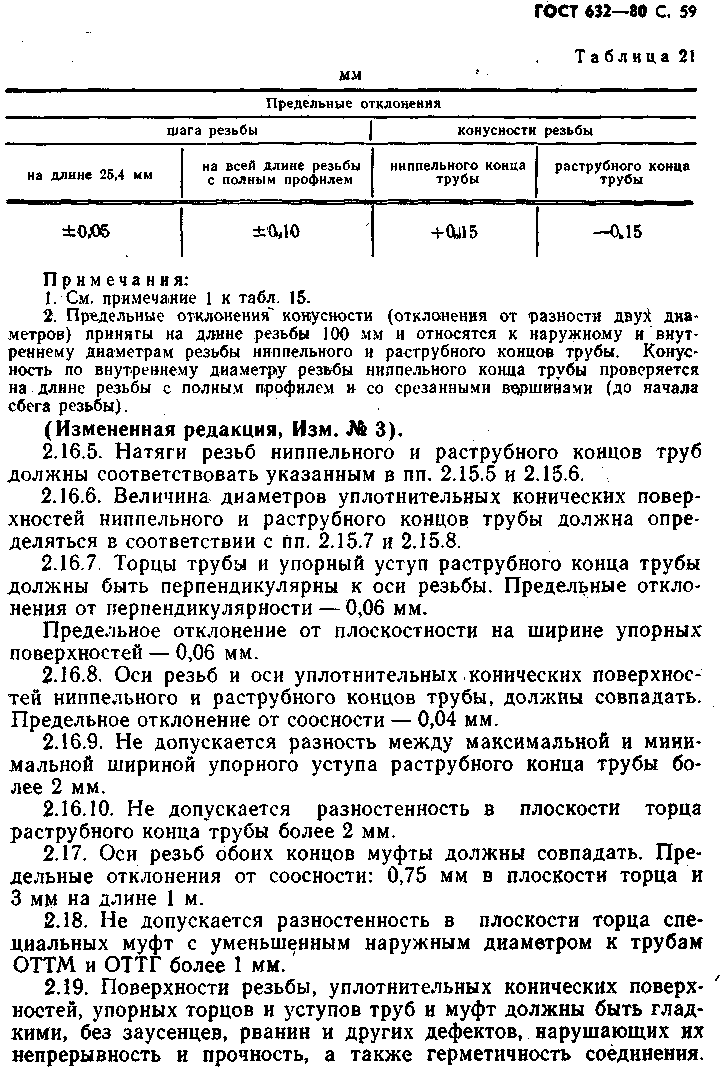 ГОСТ 632—80 С. 59
Таблица 21
мм
Предельные отклонения
шага резьбы
конусности резьбы
на длине 25,4 мм
на всей длине резьбы
с полным профилем
ниппельного конца
трубы
раструбного конца
трубы
±0,05
±0,10
+0,15
—0,15
Примечания:
1. См. примечание 1 к табл. 15.
2. Предельные отклонения конусности (отклонения от разности двух диа-
метров) приняты на длине резьбы 100 мм и относятся к наружному и внут-
реннему диаметрам резьбы ниппельного и раструбного концов трубы. Конус-
ность по внутреннему диаметру резьбы ниппельного конца трубы проверяется
на длине резьбы с полным профилем и со срезанными вершинами (до начала
сбега резьбы).
(Измененная редакция, Изм. № 3).
2.16.5. Натяги резьб ниппельного и раструбного концов труб
должны соответствовать указанным в пп. 2.15.5 и 2.15.6.
2.16.6. Величина диаметров уплотнительных конических повер-
хностей ниппельного и раструбного концов трубы должна опре-
деляться в соответствии с пп. 2.15.7 и 2.15.8.
2.16.7. Торцы трубы и упорный уступ раструбного конца трубы
должны быть перпендикулярны к оси резьбы. Предельные откло-
нения от перпендикулярности — 0,06 мм.
Предельное отклонение от плоскостности на ширине упорных
поверхностей — 0,06 мм.
2.16.8. Оси резьб и оси уплотнительных конических поверхнос-
тей ниппельного и раструбного концов трубы, должны совпадать.
Предельное отклонение от соосности — 0,04 мм.
2.16.9. Не допускается разность между максимальной и мини-
мальной шириной упорного уступа раструбного конца трубы бо-
лее 2 мм.
2.16.10. Не допускается разностенность в плоскости торца
раструбного конца трубы более 2 мм.
2.17. Оси резьб обоих концов муфты должны совпадать. Пре-
дельные отклонения от соосности: 0,75 мм в плоскости торца и
3 мм на длине 1 м.
2.18. Не допускается разностенность в плоскости торца спе-
циальных муфт с уменьшенным наружным диаметром к трубам
ОТТМ и ОТТГ более 1 мм.
2.19. Поверхности резьбы, уплотнительных конических поверх-
ностей, упорных торцов и уступов труб и муфт должны быть глад-
кими, без заусенцев, рванин и других дефектов, нарушающих их
непрерывность и прочность, а также герметичность соединения.